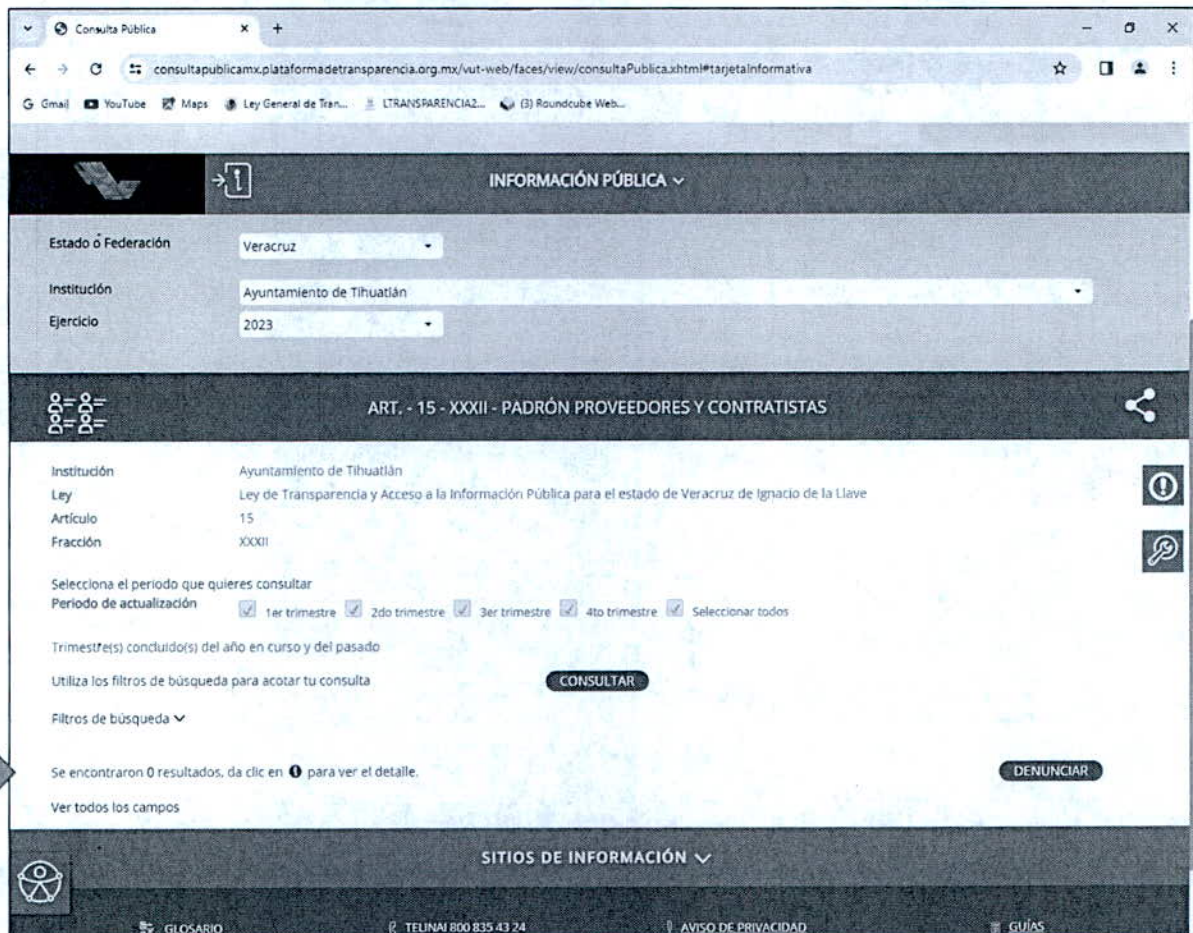 Consulta Pública
consultapublicamx.plataformadetransparencia.org.mx/vut-web/faces/view/consultaPublica.xhtml#tarjetaInformativa
Gmail YouTube Maps Ley General de Tran... LTRANSPARENCIA2... (3) Roundcube Web...
INFORMACIÓN PÚBLICA
Estado o Federación Veracruz
Institución Ayuntamiento de Tihuatlán
Ejercicio 2023
ART. - 15 - XXXII - PADRÓN PROVEEDORES Y CONTRATISTAS
Institución Ayuntamiento de Tihuatlán
Ley Ley de Transparencia y Acceso a la Información Pública para el estado de Veracruz de Ignacio de la Llave
Artículo 15
Fracción XXXII
Selecciona el periodo que quieres consultar
Periodo de actualización 1er trimestre 2do trimestre 3er trimestre 4to trimestre Seleccionar todos
Trimestre(s) concluido(s) del año en curso y del pasado
Utiliza los filtros de búsqueda para acotar tu consulta CONSULTAR
Filtros de búsqueda
Se encontraron 0 resultados, da clic en para ver el detalle. DENUNCIAR
Ver todos los campos
SITIOS DE INFORMACIÓN
GLOSARIO TELINAI 800 835 43 24 AVISO DE PRIVACIDAD GUÍAS